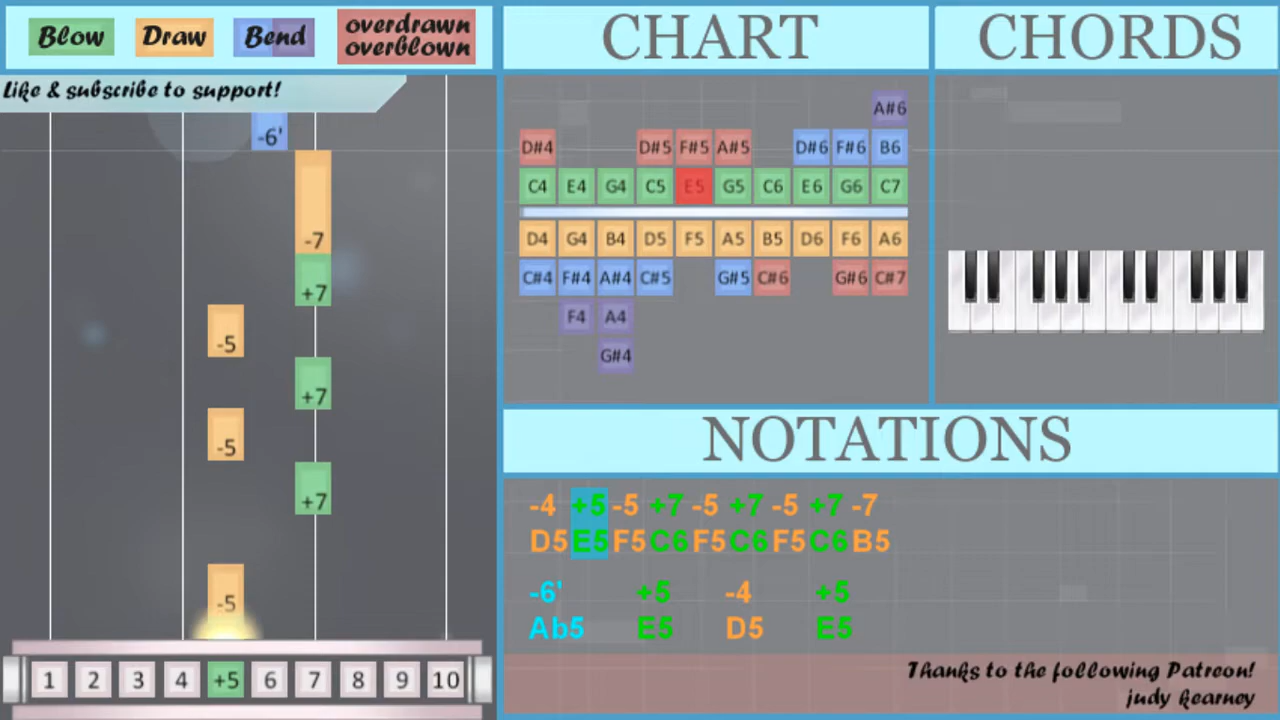 Blow Draw Bend overdrawn overblown
CHART
CHORDS
Like & subscribe to support!
-6'
-7
+7
-5
+7
-5
+7
-5
1 2 3 4 +5 6 7 8 9 10
A#6
D#4 D#5 F#5 A#5 D#6 F#6 B6
C4 E4 G4 C5 E5 G5 C6 E6 G6 C7
D4 G4 B4 D5 F5 A5 B5 D6 F6 A6
C#4 F#4 A#4 C#5 G#5 C#6 G#6 C#7
F4 A4
G#4
NOTATIONS
-4 +5 -5 +7 -5 +7 -5 +7 -7
D5 E5 F5 C6 F5 C6 F5 C6 B5
-6' +5 -4 +5
Ab5 E5 D5 E5
Thanks to the following Patreon!
judy kearney